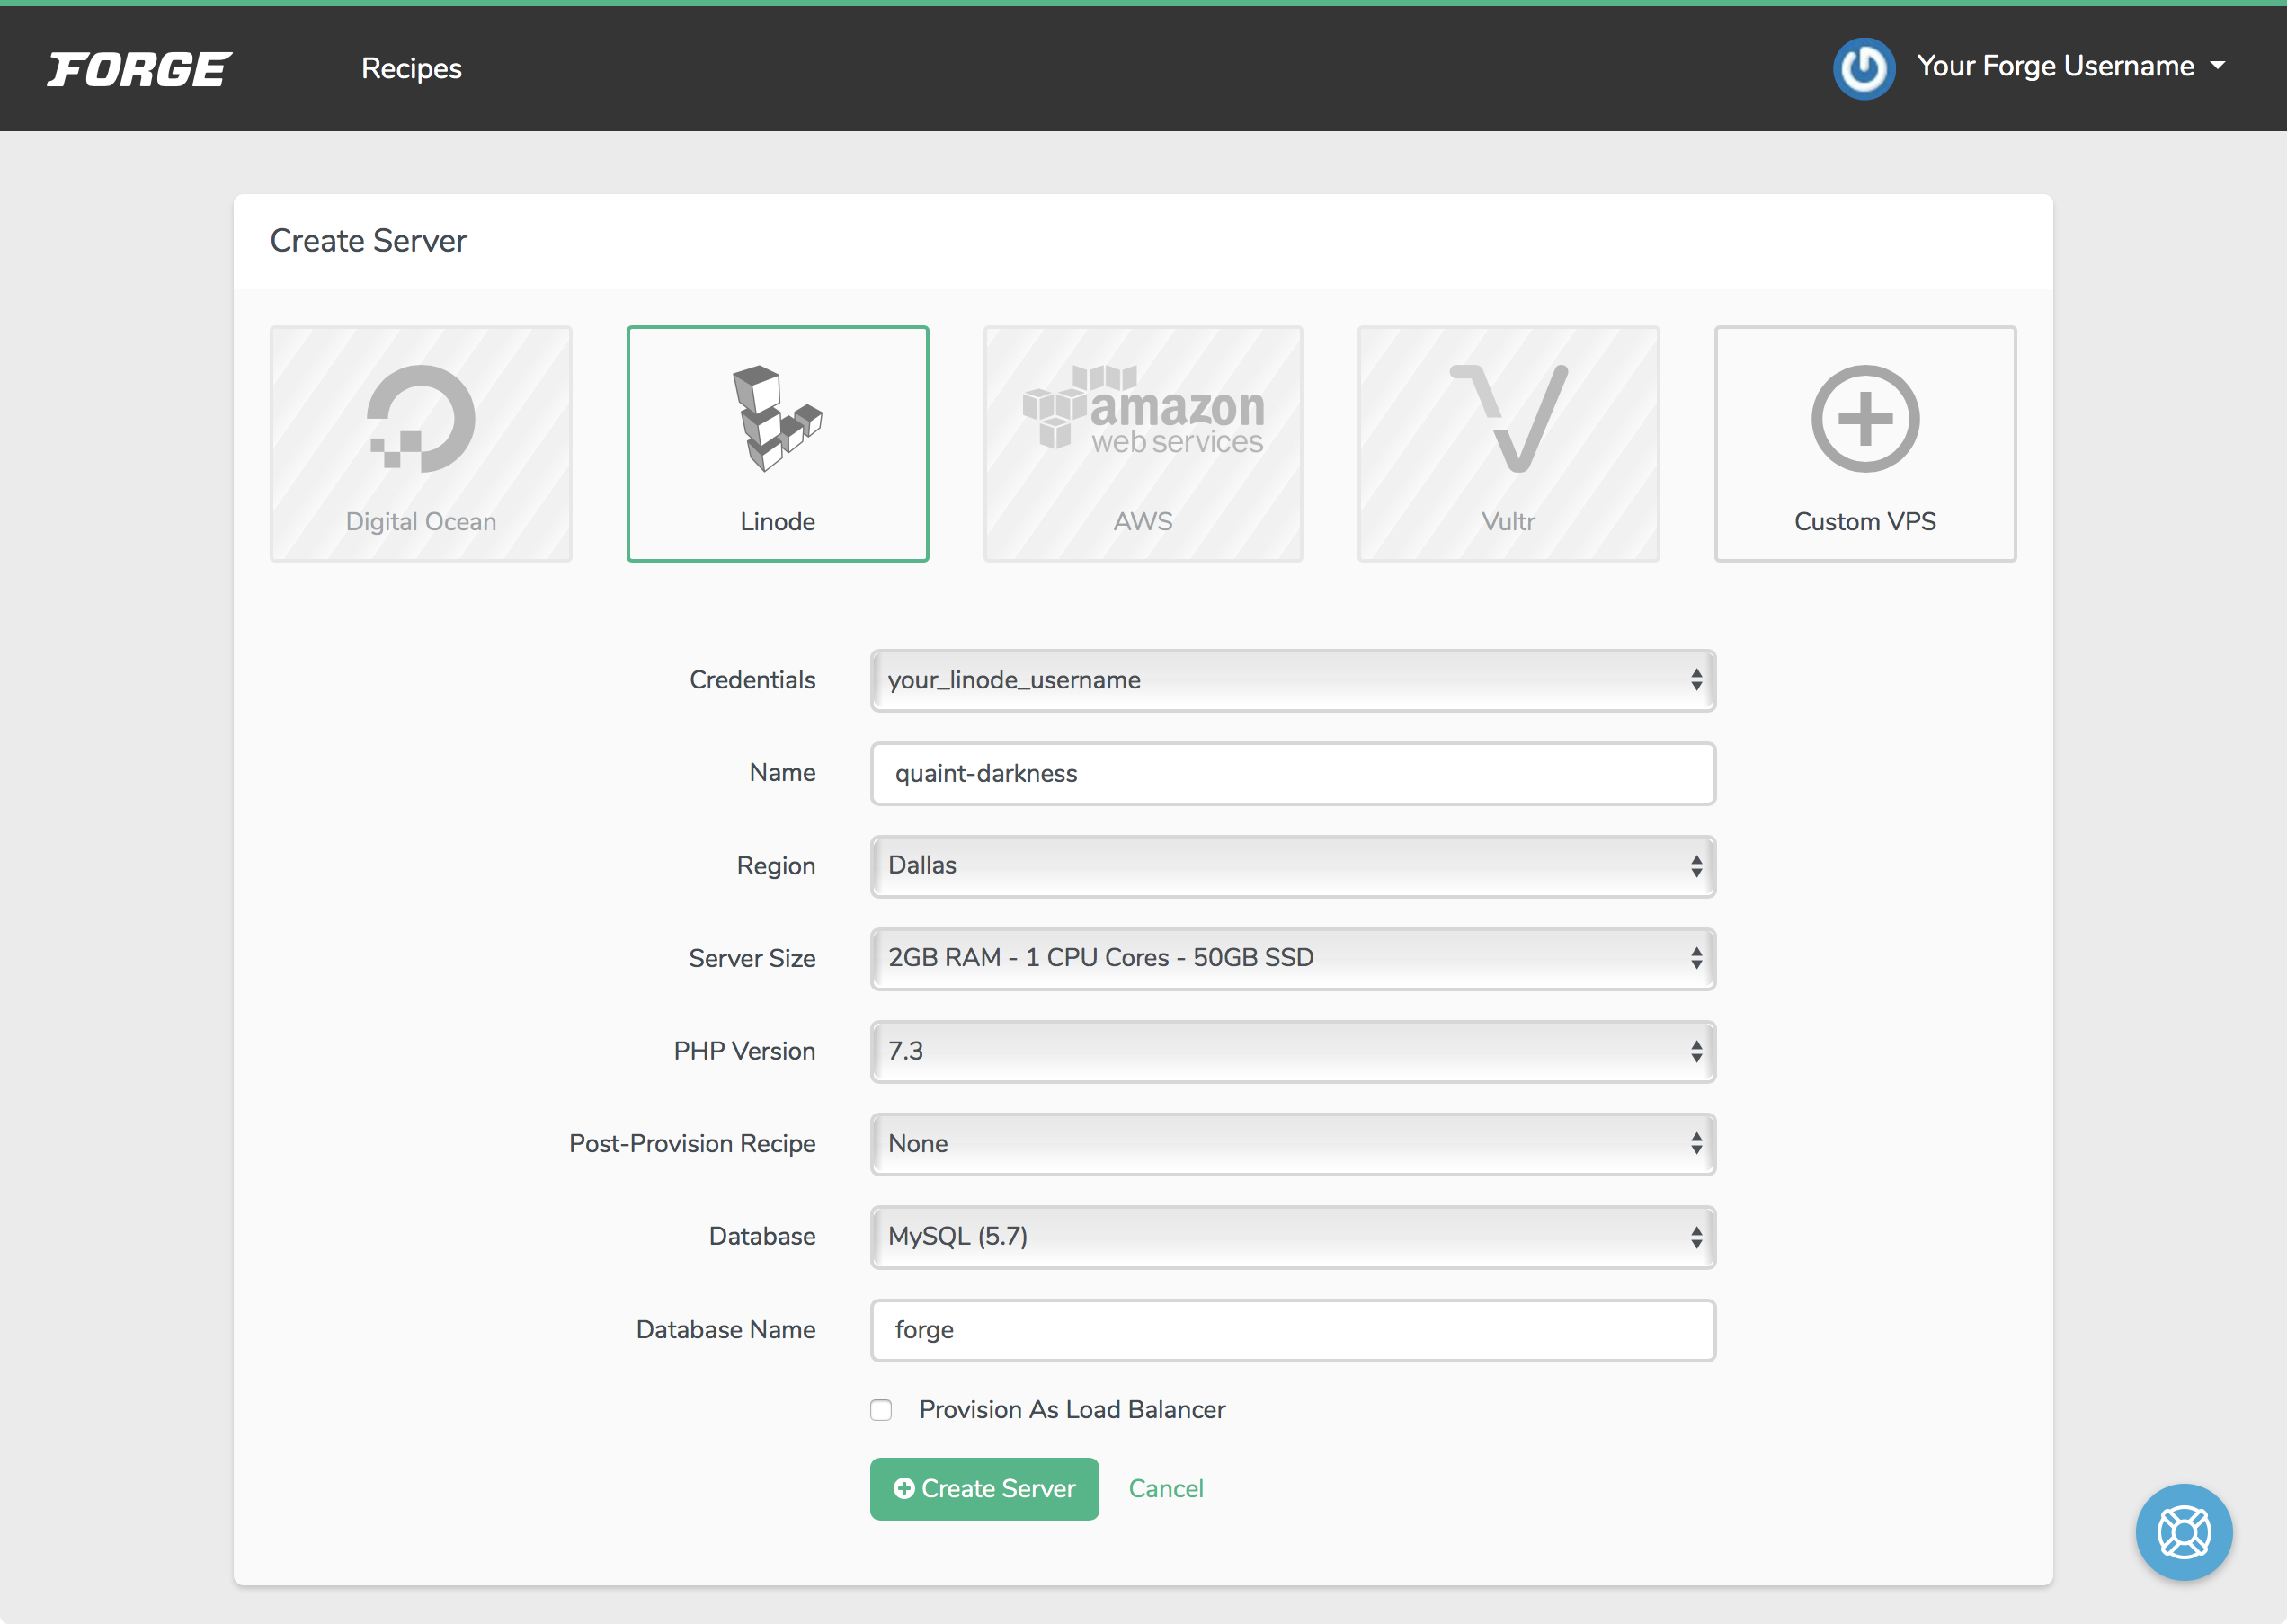 FORGE Recipes Your Forge Username
Create Server
amazon
web services
Digital Ocean Linode AWS Vultr Custom VPS
Credentials your_linode_username
Name quaint-darkness
Region Dallas
Server Size 2GB RAM - 1 CPU Cores - 50GB SSD
PHP Version 7.3
Post-Provision Recipe None
Database MySQL (5.7)
Database Name forge
Provision As Load Balancer
Create Server Cancel